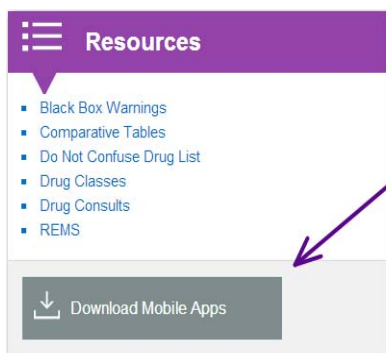 Resources
Black Box Warnings
Comparative Tables
Do Not Confuse Drug List
Drug Classes
Drug Consults
REMS
Download Mobile Apps